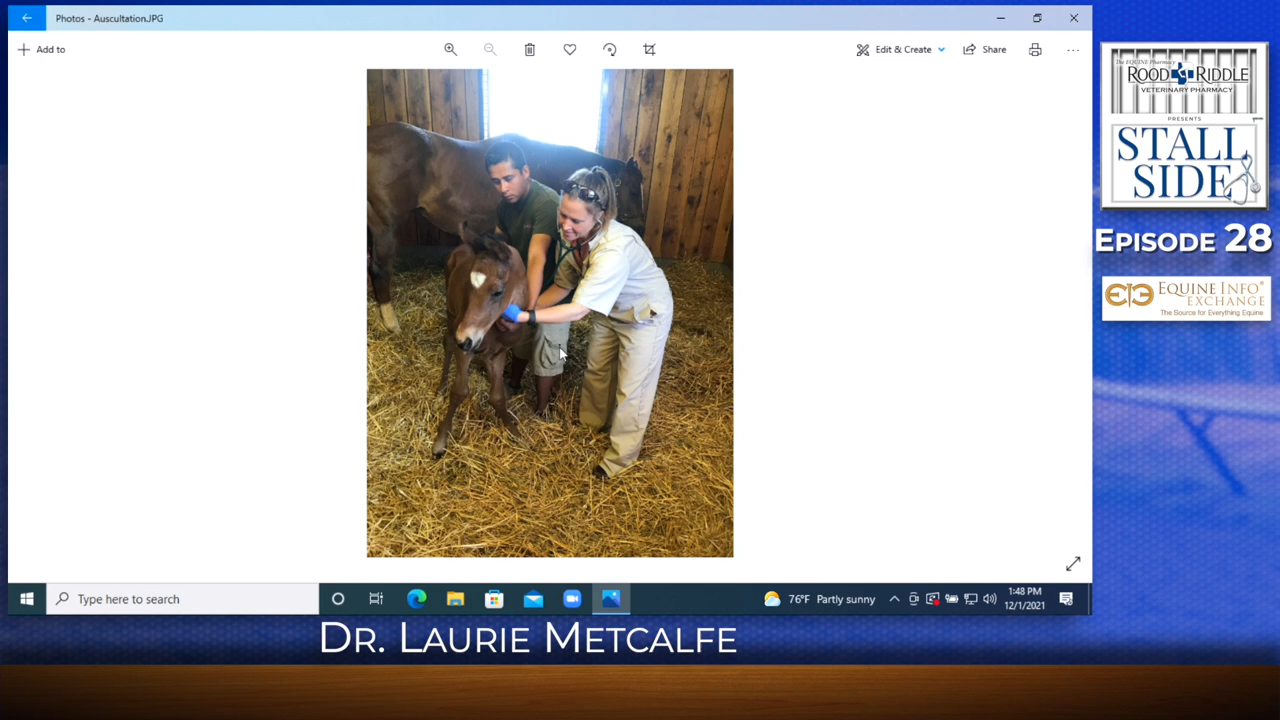 Photos - Auscultation.JPG
Add to
Edit & Create
Share
The EQUINE Pharmacy
ROOD & RIDDLE
VETERINARY PHARMACY
PRESENTS
STALL
SIDE
EPISODE 28
EQUINE INFO
EXCHANGE
The Source for Everything Equine
Type here to search
76°F Partly sunny
1:48 PM
12/1/2021
DR. LAURIE METCALFE